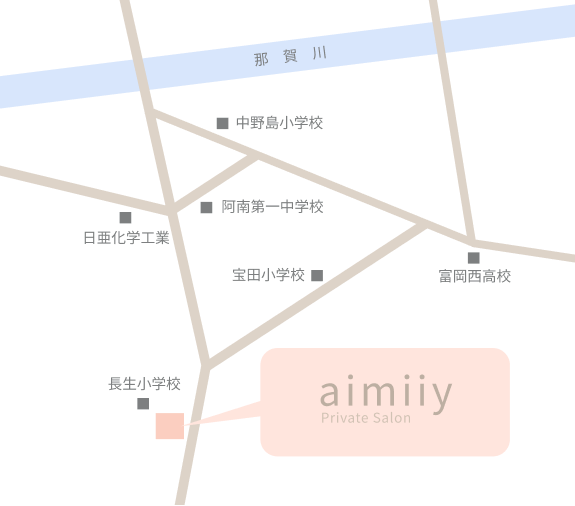 那賀川
中野島小学校
阿南第一中学校
日亜化学工業
宝田小学校
富岡西高校
長生小学校
aimiiy
Private Salon